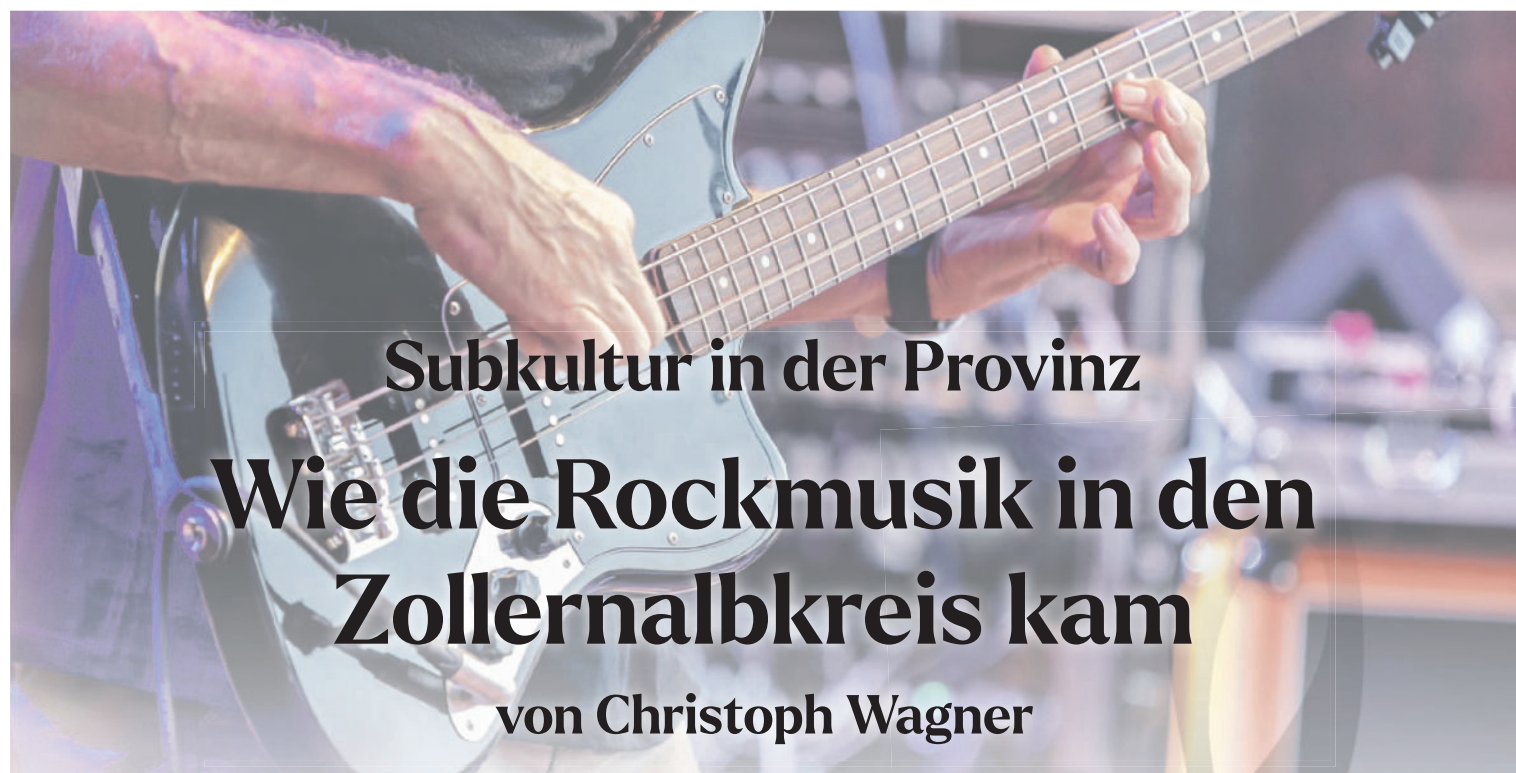 Subkultur in der Provinz
Wie die Rockmusik in den
Zollernalbkreis kam
von Christoph Wagner